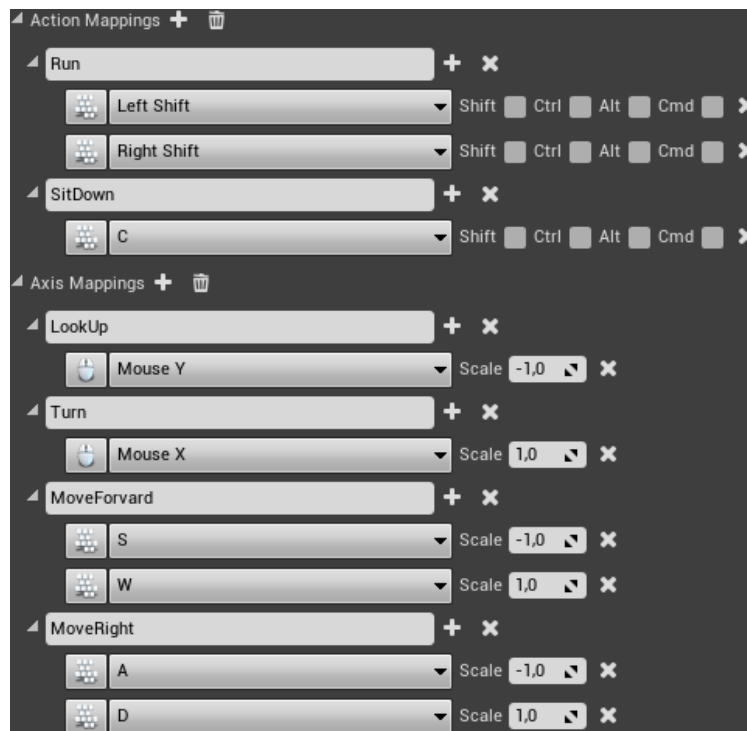 Action Mappings
Run
Left Shift Shift Ctrl Alt Cmd
Right Shift Shift Ctrl Alt Cmd
SitDown
C Shift Ctrl Alt Cmd
Axis Mappings
LookUp
Mouse Y Scale -1,0
Turn
Mouse X Scale 1,0
MoveForvard
S Scale -1,0
W Scale 1,0
MoveRight
A Scale -1,0
D Scale 1,0